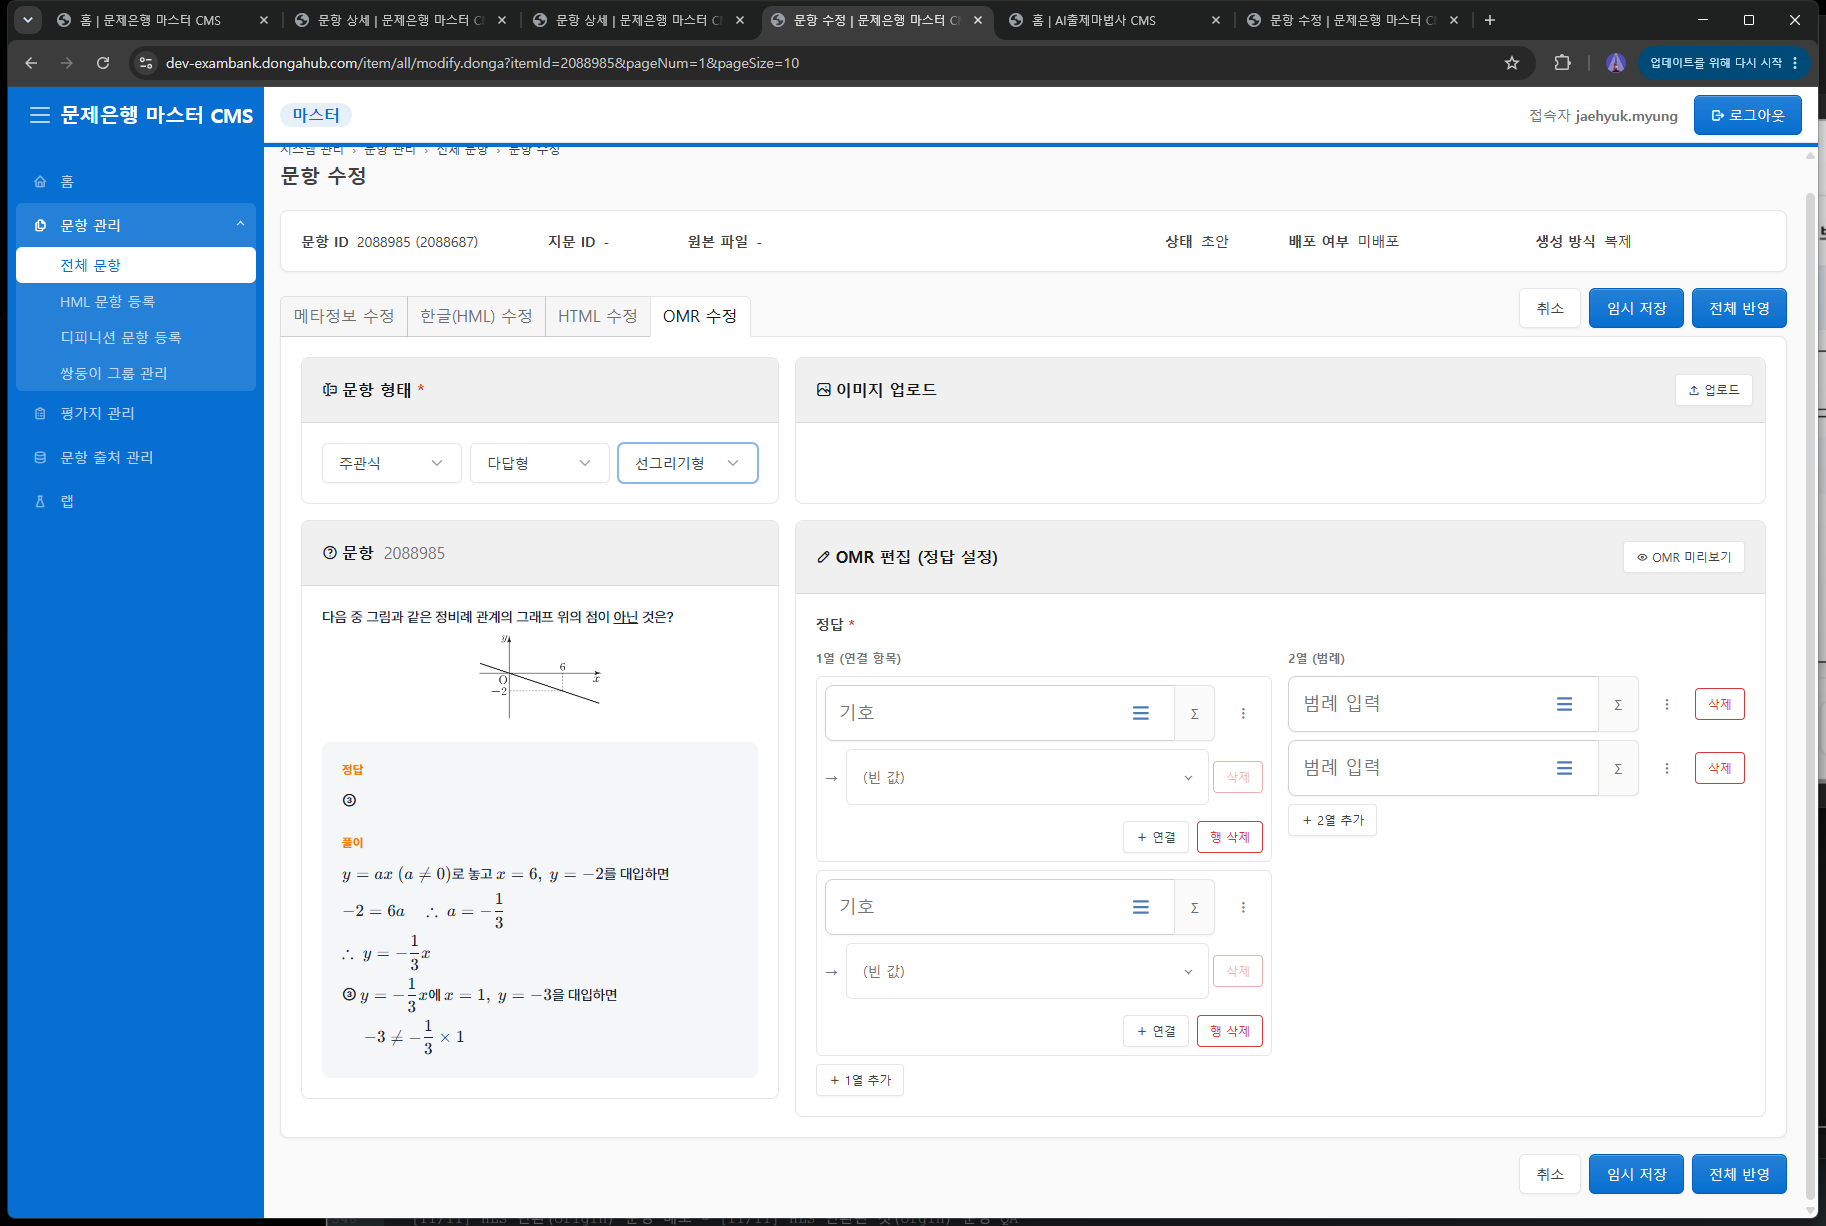 홈 | 문제은행 마스터 CMS
문항 상세 | 문제은행 마스터 C
문항 상세 | 문제은행 마스터 C
문항 수정 | 문제은행 마스터 C
홈 | AI출제마법사 CMS
문항 수정 | 문제은행 마스터 C
dev-exambank.dongahub.com/item/all/modify.donga?itemId=2088985&pageNum=1&pageSize=10
업데이트를 위해 다시 시작
문제은행 마스터 CMS
마스터
접속자 jaehyuk.myung
로그아웃
홈
문항 관리
전체 문항
HML 문항 등록
디피니션 문항 등록
쌍둥이 그룹 관리
평가지 관리
문항 출처 관리
랩
시스템 관리 › 문항 관리 › 전체 문항 › 문항 수정
문항 수정
문항 ID 2088985 (2088687)
지문 ID -
원본 파일 -
상태 초안
배포 여부 미배포
생성 방식 복제
메타정보 수정
한글(HML) 수정
HTML 수정
OMR 수정
취소
임시 저장
전체 반영
문항 형태 *
주관식
다답형
선그리기형
이미지 업로드
업로드
문항 2088985
다음 중 그림과 같은 정비례 관계의 그래프 위의 점이 아닌 것은?
y
6
O
x
−2
정답
③
풀이
y = ax (a ≠ 0)로 놓고 x = 6, y = −2를 대입하면
−2 = 6a ∴ a = −1/3
∴ y = −1/3x
③ y = −1/3x에 x = 1, y = −3을 대입하면
−3 ≠ −1/3 × 1
OMR 편집 (정답 설정)
OMR 미리보기
정답 *
1열 (연결 항목)
기호
Σ
→ (빈 값)
삭제
+ 연결
행 삭제
기호
Σ
→ (빈 값)
삭제
+ 연결
행 삭제
+ 1열 추가
2열 (범례)
범례 입력
Σ
삭제
범례 입력
Σ
삭제
+ 2열 추가
취소
임시 저장
전체 반영